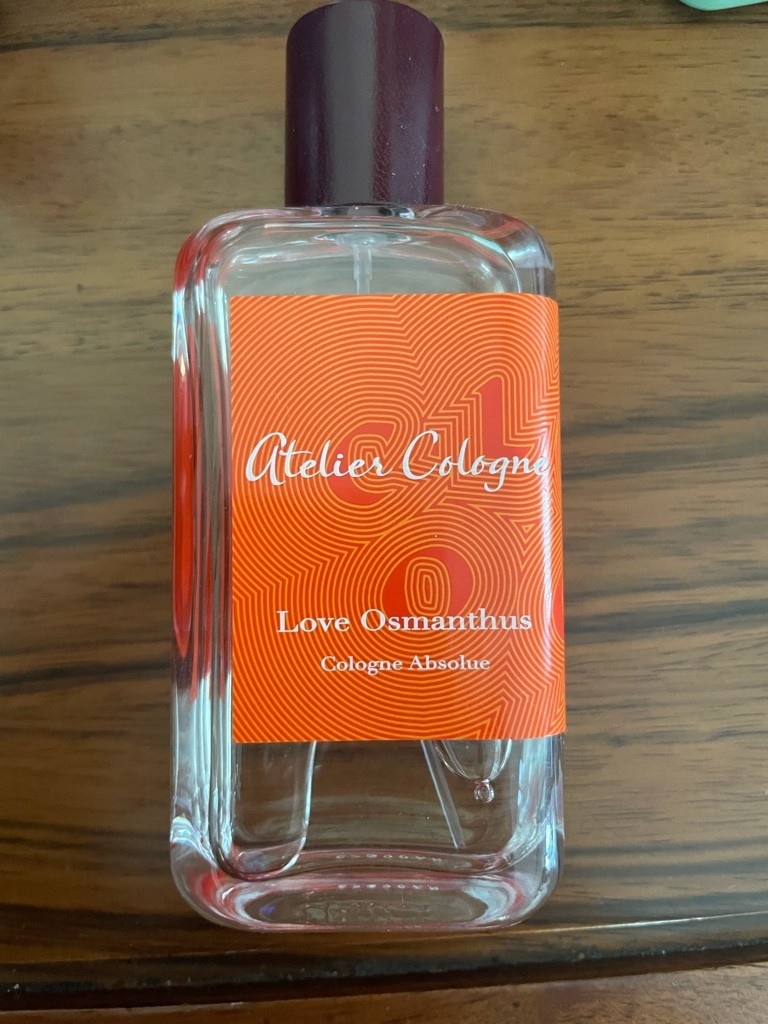 Atelier Cologne
Love Osmanthus
Cologne Absolue